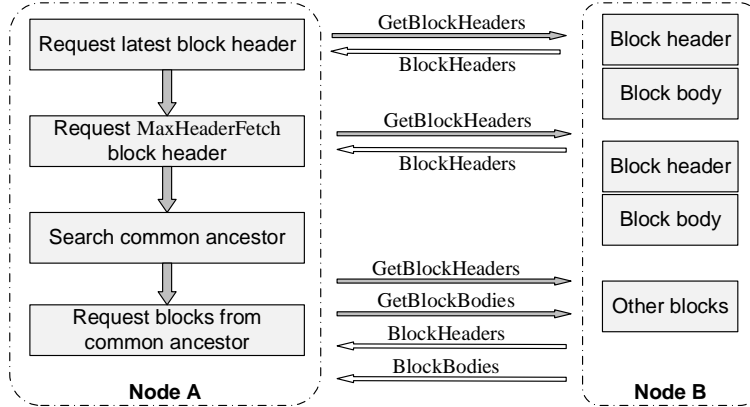 Request latest block header
GetBlockHeaders
BlockHeaders
Block header
Block body
Request MaxHeaderFetch
block header
GetBlockHeaders
BlockHeaders
Block header
Block body
Search common ancestor
GetBlockHeaders
GetBlockBodies
Request blocks from
common ancestor
BlockHeaders
BlockBodies
Other blocks
Node A
Node B